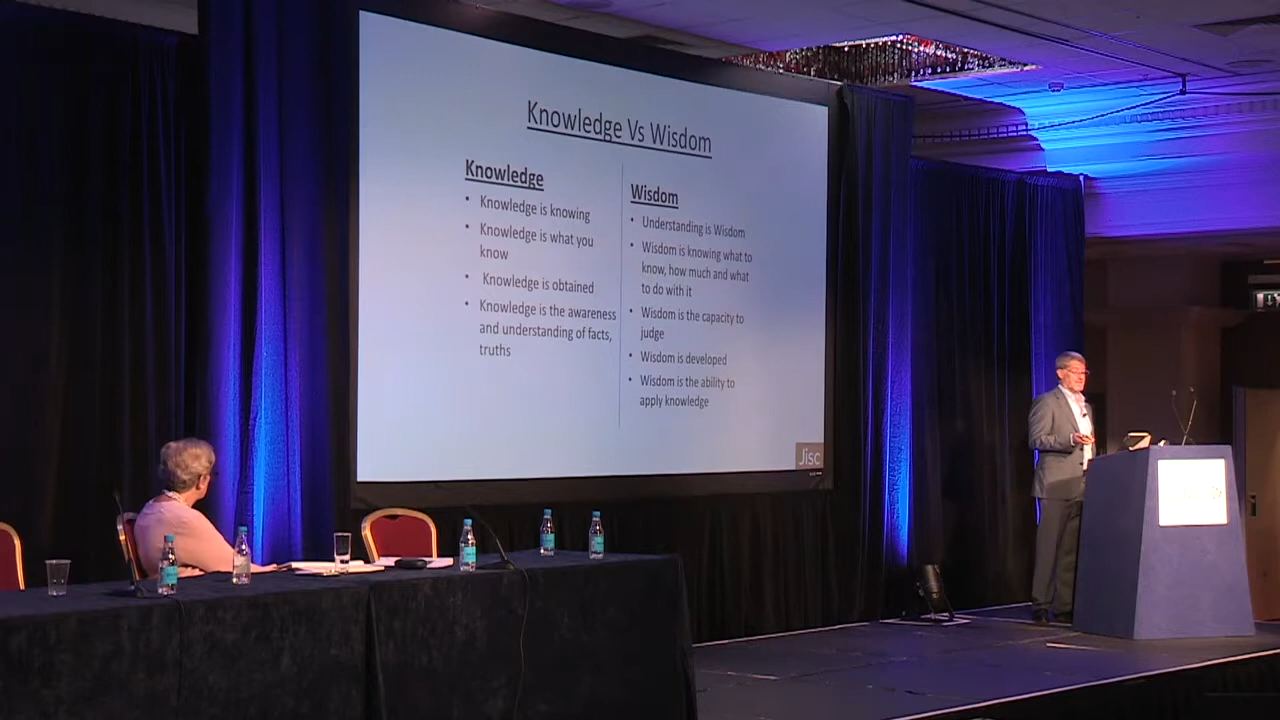 Knowledge Vs Wisdom
Knowledge
• Knowledge is knowing
• Knowledge is what you
know
• Knowledge is obtained
• Knowledge is the awareness
and understanding of facts,
truths
Wisdom
• Understanding is Wisdom
• Wisdom is knowing what to
know, how much and what
to do with it
• Wisdom is the capacity to
judge
• Wisdom is developed
• Wisdom is the ability to
apply knowledge
Jisc